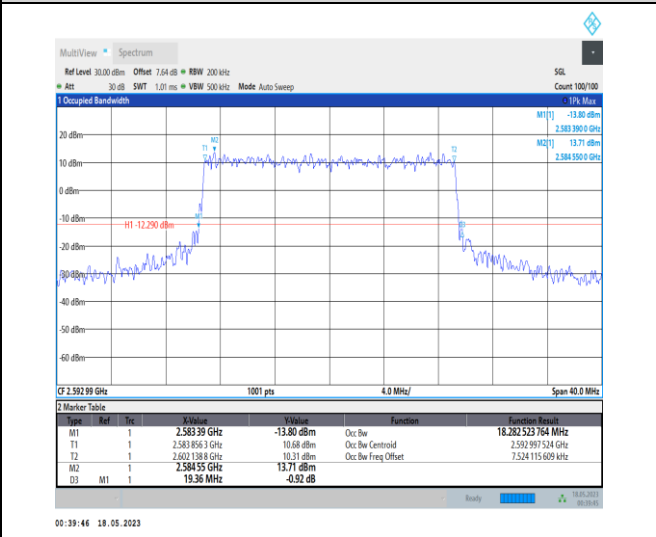 MultiView Spectrum
Ref Level 30.00 dBm Offset 7.64 dB RBW 200 kHz SGL
Att 30 dB SWT 1.01 ms VBW 500 kHz Mode Auto Sweep Count 100/100
1 Occupied Bandwidth 1Pk Max
M1[1] -13.80 dBm
2.583 390 0 GHz
M2[1] 13.71 dBm
2.584 550 0 GHz
20 dBm
M2
T1 T2
10 dBm
0 dBm
-10 dBm
M1
H1 -12.290 dBm
D3
-20 dBm
-30 dBm
-40 dBm
-50 dBm
-60 dBm
CF 2.592 99 GHz 1001 pts 4.0 MHz/ Span 40.0 MHz
2 Marker Table
Type Ref Trc X-Value Y-Value Function Function Result
M1 1 2.583 39 GHz -13.80 dBm Occ Bw 18.282 523 764 MHz
T1 1 2.583 856 3 GHz 10.68 dBm Occ Bw Centroid 2.592 997 524 GHz
T2 1 2.602 138 8 GHz 10.31 dBm Occ Bw Freq Offset 7.524 115 609 kHz
M2 1 2.584 55 GHz 13.71 dBm
D3 M1 1 19.36 MHz -0.92 dB
Ready 18.05.2023
00:39:45
00:39:46 18.05.2023